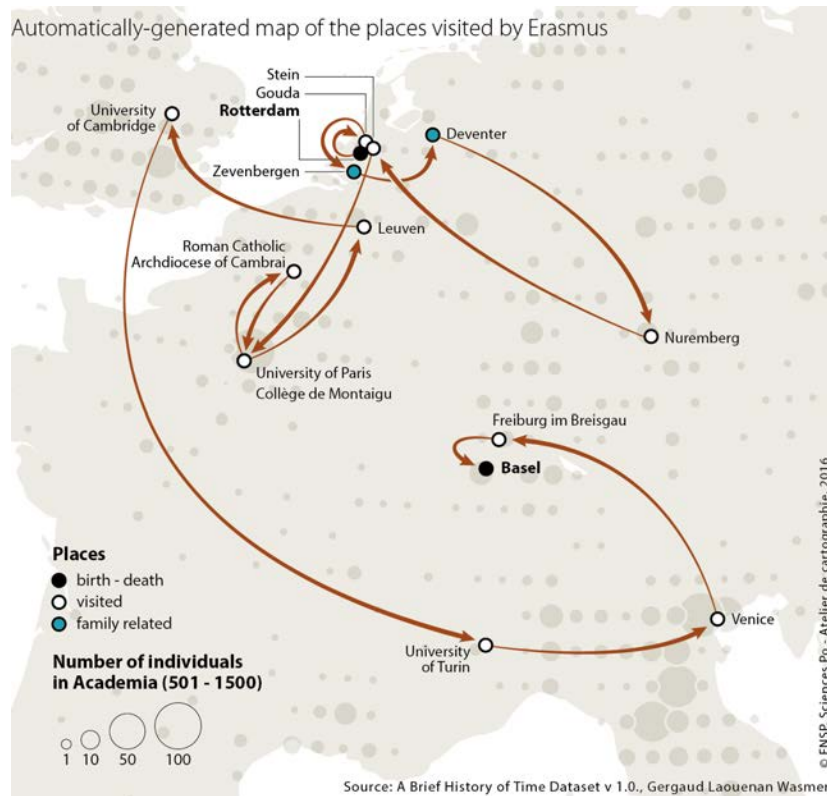 Automatically-generated map of the places visited by Erasmus
Stein
Gouda
Rotterdam
University
of Cambridge
Deventer
Zevenbergen
Leuven
Roman Catholic
Archdiocese of Cambrai
Nuremberg
University of Paris
Collège de Montaigu
Freiburg im Breisgau
Basel
Places
birth - death
visited
family related
Venice
University
of Turin
Number of individuals
in Academia (501 - 1500)
1 10 50 100
© FNSP. Sciences Po - Atelier de cartographie, 2016
Source: A Brief History of Time Dataset v 1.0., Gergaud Laouenan Wasmer